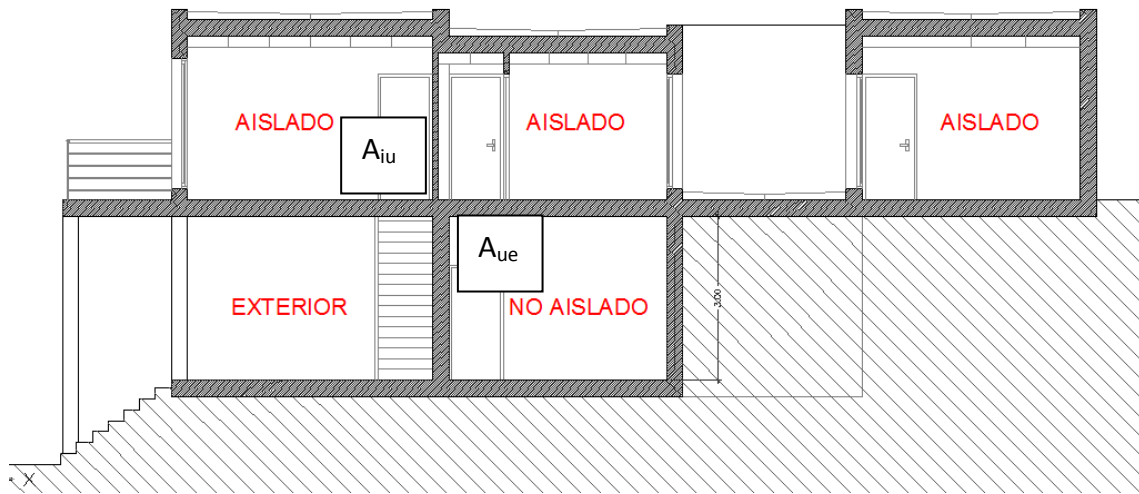 AISLADO
AISLADO
AISLADO
Aiu
Aue
EXTERIOR
NO AISLADO
3.00
X